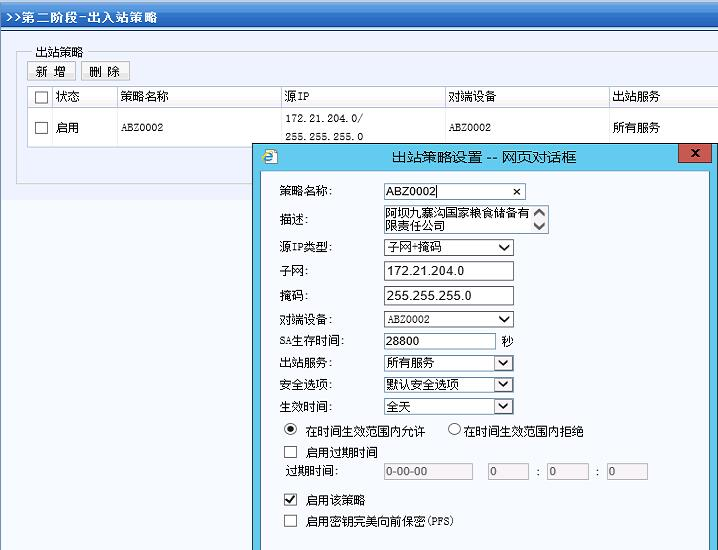 >>第二阶段-出入站策略
出站策略
新 增 删 除
状态 策略名称 源IP 对端设备 出站服务
启用 ABZ0002 172.21.204.0/ ABZ0002 所有服务
255.255.255.0
出站策略设置 -- 网页对话框 x
策略名称: ABZ0002 ×
描述: 阿坝九寨沟国家粮食储备有
限责任公司
源IP类型: 子网+掩码
子网: 172.21.204.0
掩码: 255.255.255.0
对端设备: ABZ0002
SA生存时间: 28800 秒
出站服务: 所有服务
安全选项: 默认安全选项
生效时间: 全天
在时间生效范围内允许 在时间生效范围内拒绝
启用过期时间
过期时间: 0-00-00 0 : 0 : 0
启用该策略
启用密钥完美向前保密(PFS)